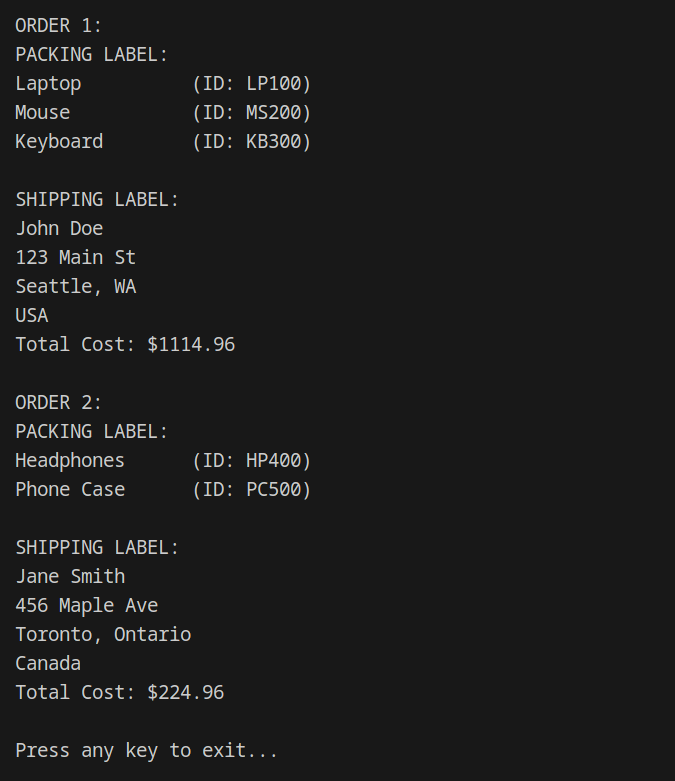 ORDER 1:
PACKING LABEL:
Laptop          (ID: LP100)
Mouse           (ID: MS200)
Keyboard        (ID: KB300)

SHIPPING LABEL:
John Doe
123 Main St
Seattle, WA
USA
Total Cost: $1114.96

ORDER 2:
PACKING LABEL:
Headphones      (ID: HP400)
Phone Case      (ID: PC500)

SHIPPING LABEL:
Jane Smith
456 Maple Ave
Toronto, Ontario
Canada
Total Cost: $224.96

Press any key to exit...